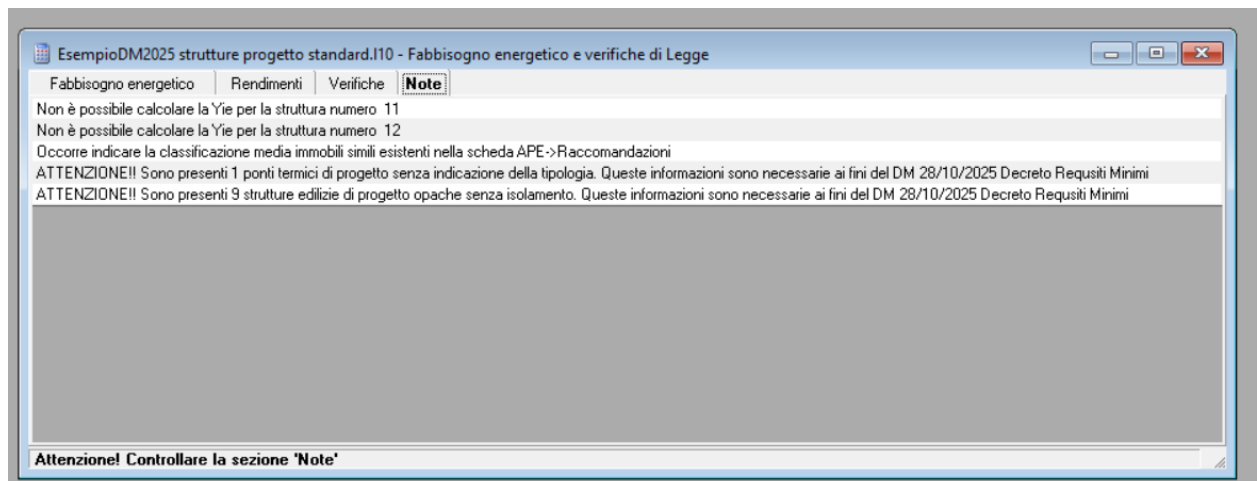 EsempioDM2025 strutture progetto standard.I10 - Fabbisogno energetico e verifiche di Legge
Fabbisogno energetico Rendimenti Verifiche Note
Non è possibile calcolare la Yie per la struttura numero 11
Non è possibile calcolare la Yie per la struttura numero 12
Occorre indicare la classificazione media immobili simili esistenti nella scheda APE->Raccomandazioni
ATTENZIONE!! Sono presenti 1 ponti termici di progetto senza indicazione della tipologia. Queste informazioni sono necessarie ai fini del DM 28/10/2025 Decreto Requsiti Minimi
ATTENZIONE!! Sono presenti 9 strutture edilizie di progetto opache senza isolamento. Queste informazioni sono necessarie ai fini del DM 28/10/2025 Decreto Requsiti Minimi
Attenzione! Controllare la sezione 'Note'